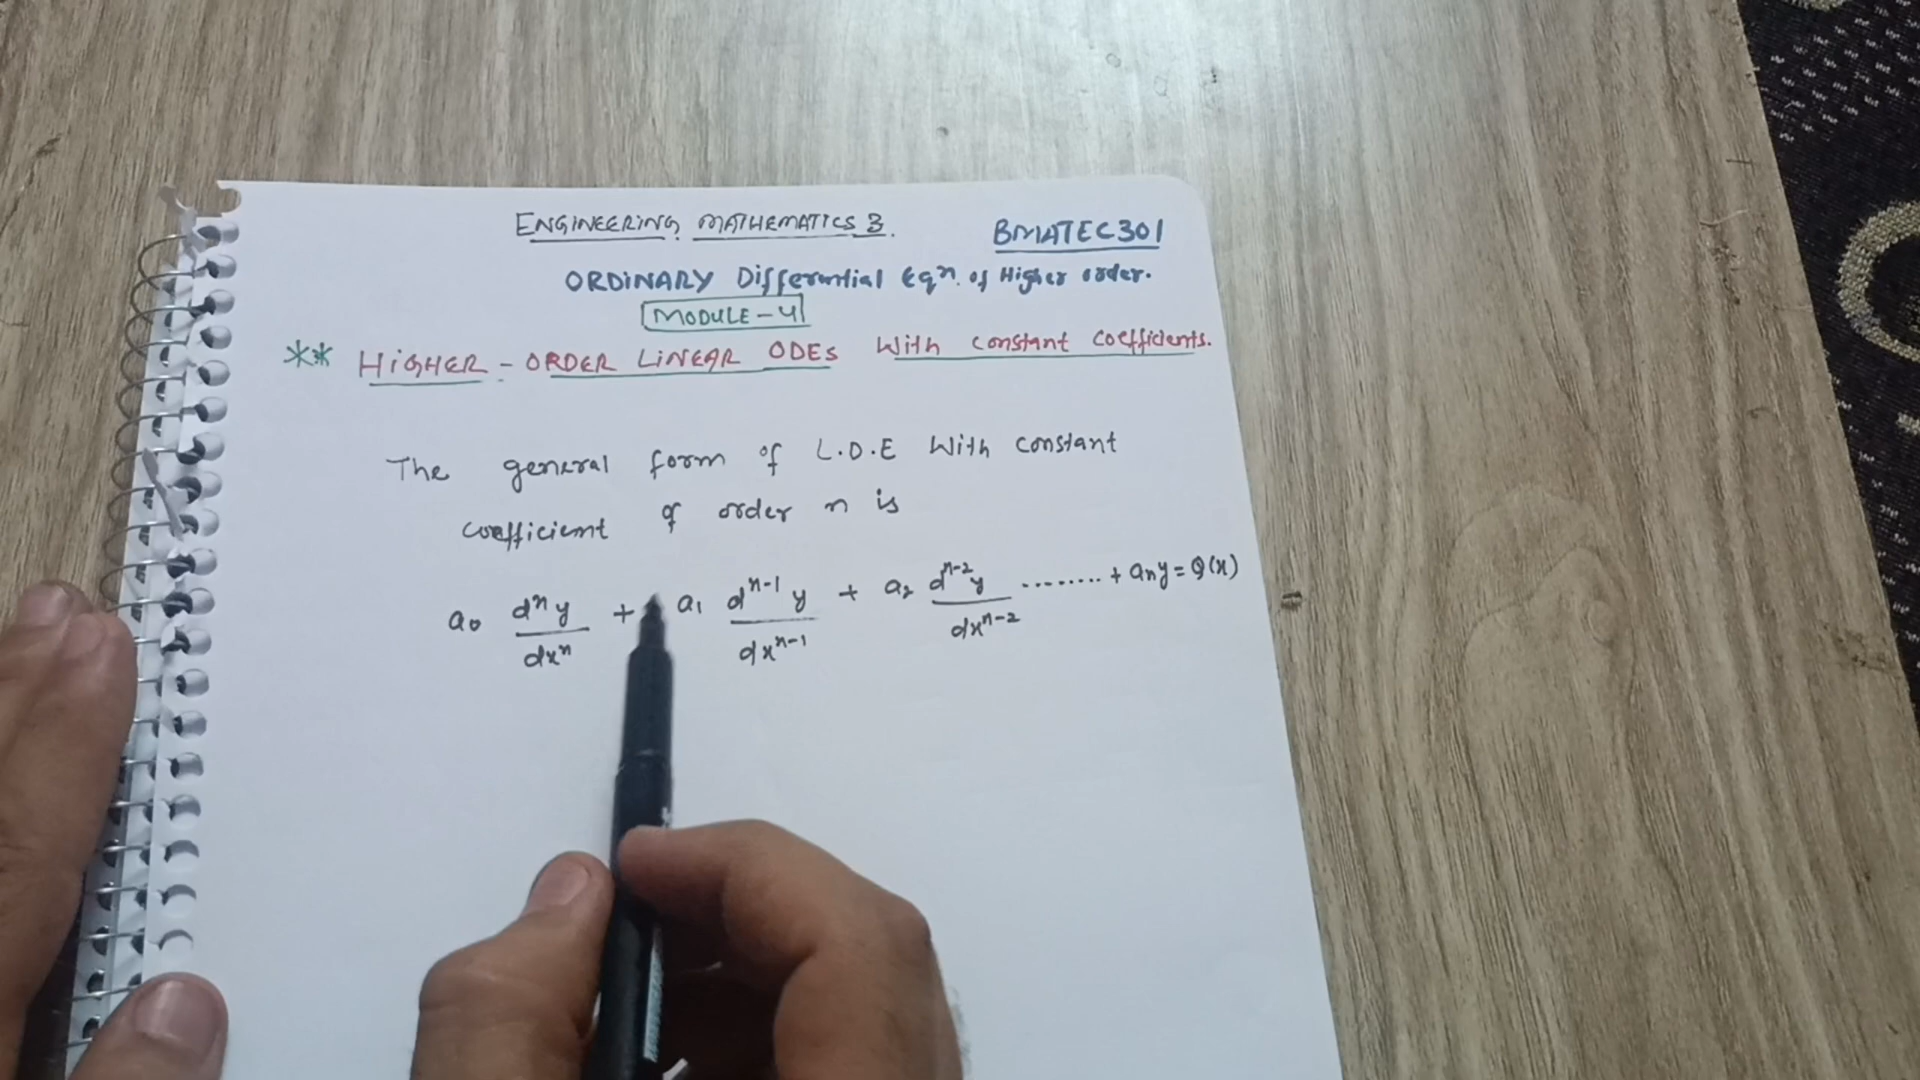 ENGINEERING MATHEMATICS 3. BMATEC301
ORDINARY Differential Eqⁿ. of Higher order.
MODULE-4
** HIGHER-ORDER LINEAR ODEs With constant coefficients.
The general form of L.D.E With constant
coefficient of order n is
a₀ dⁿy/dxⁿ + a₁ dⁿ⁻¹y/dxⁿ⁻¹ + a₂ dⁿ⁻²y/dxⁿ⁻² ........ + aₙy = Q(x)